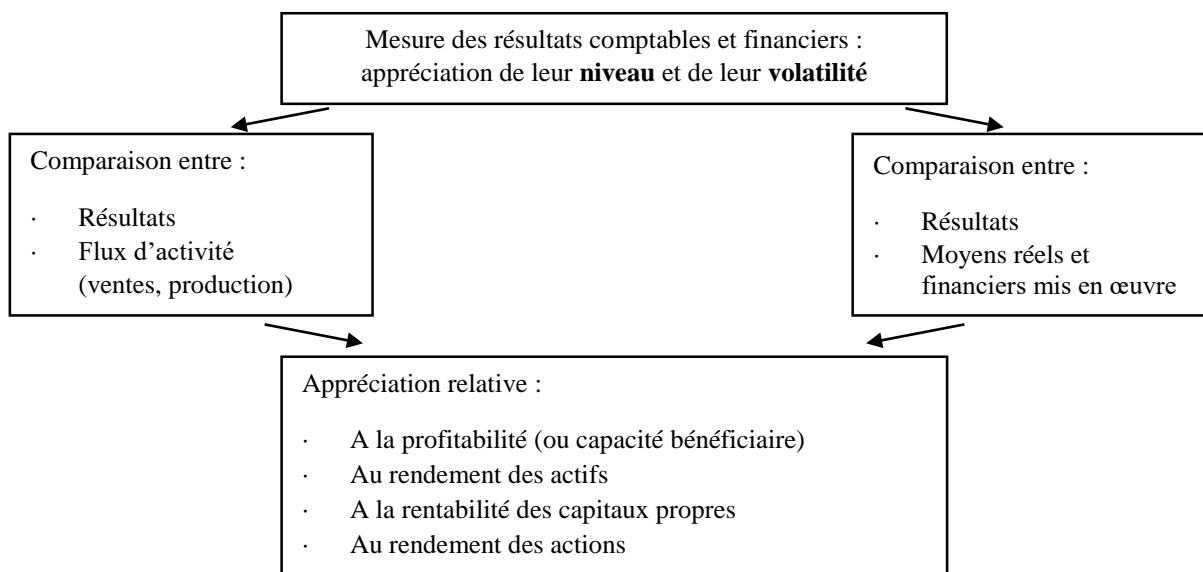 Mesure des résultats comptables et financiers :
appréciation de leur niveau et de leur volatilité
Comparaison entre :
· Résultats
· Flux d’activité
(ventes, production)
Comparaison entre :
· Résultats
· Moyens réels et
financiers mis en œuvre
Appréciation relative :
· A la profitabilité (ou capacité bénéficiaire)
· Au rendement des actifs
· A la rentabilité des capitaux propres
· Au rendement des actions